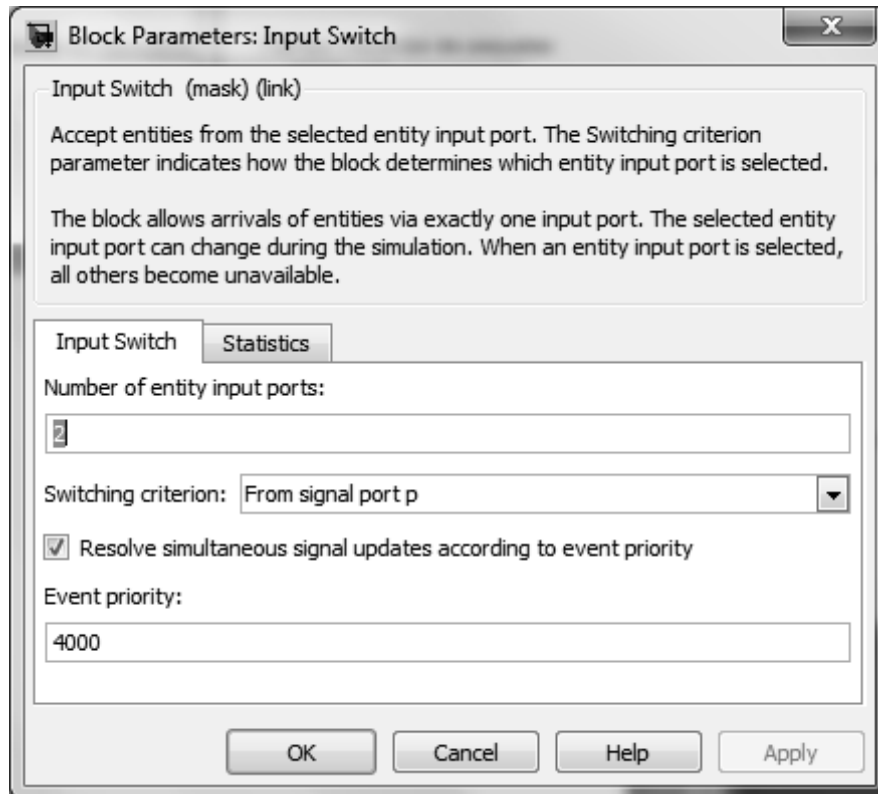 Block Parameters: Input Switch
Input Switch (mask) (link)
Accept entities from the selected entity input port. The Switching criterion
parameter indicates how the block determines which entity input port is selected.
The block allows arrivals of entities via exactly one input port. The selected entity
input port can change during the simulation. When an entity input port is selected,
all others become unavailable.
Input Switch Statistics
Number of entity input ports:
2
Switching criterion: From signal port p
Resolve simultaneous signal updates according to event priority
Event priority:
4000
OK Cancel Help Apply